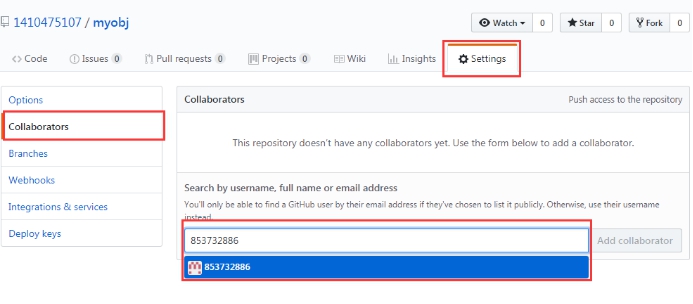 1410475107 / myobj
Watch 0 Star 0 Fork 0
Code Issues 0 Pull requests 0 Projects 0 Wiki Insights Settings
Options
Collaborators
Branches
Webhooks
Integrations & services
Deploy keys
Collaborators Push access to the repository
This repository doesn't have any collaborators yet. Use the form below to add a collaborator.
Search by username, full name or email address
You'll only be able to find a GitHub user by their email address if they've chosen to list it publicly. Otherwise, use their username
instead.
853732886 Add collaborator
853732886